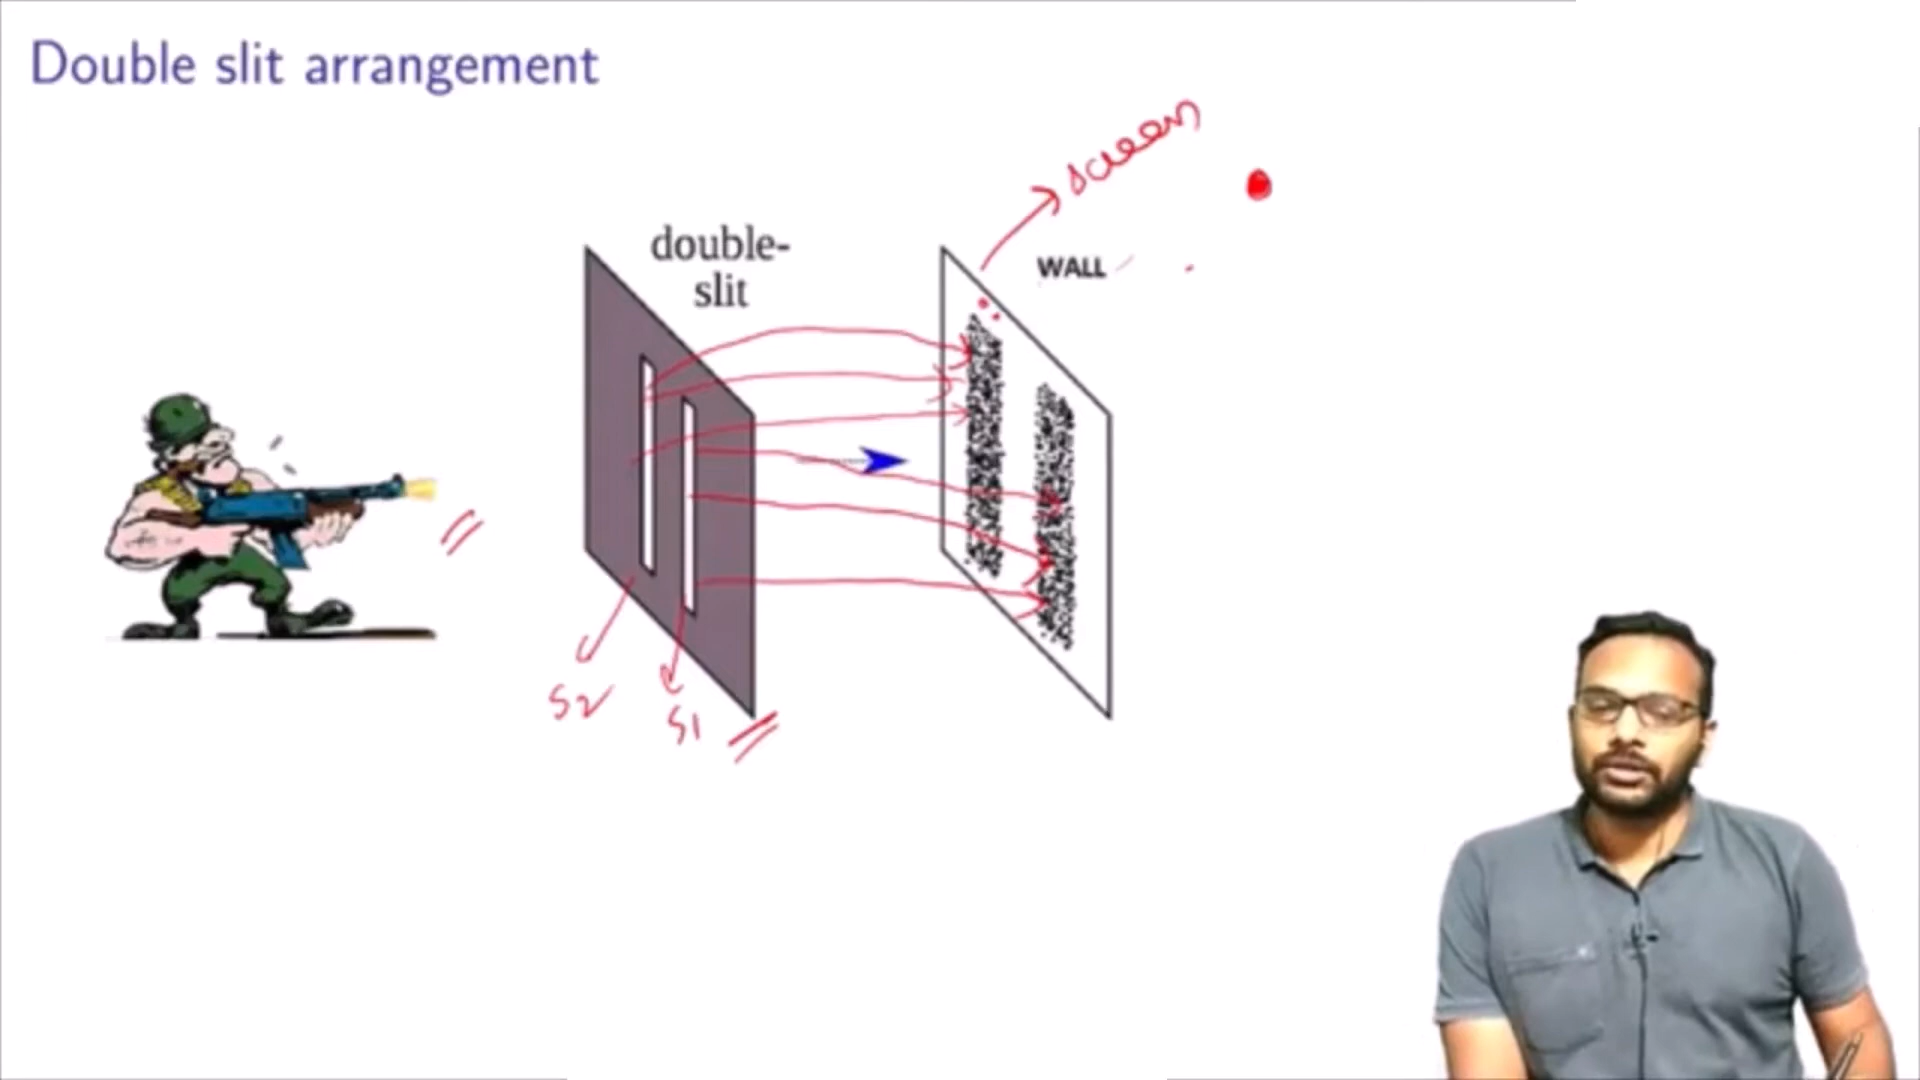 Double slit arrangement
screen
double-
slit
WALL
S2
S1